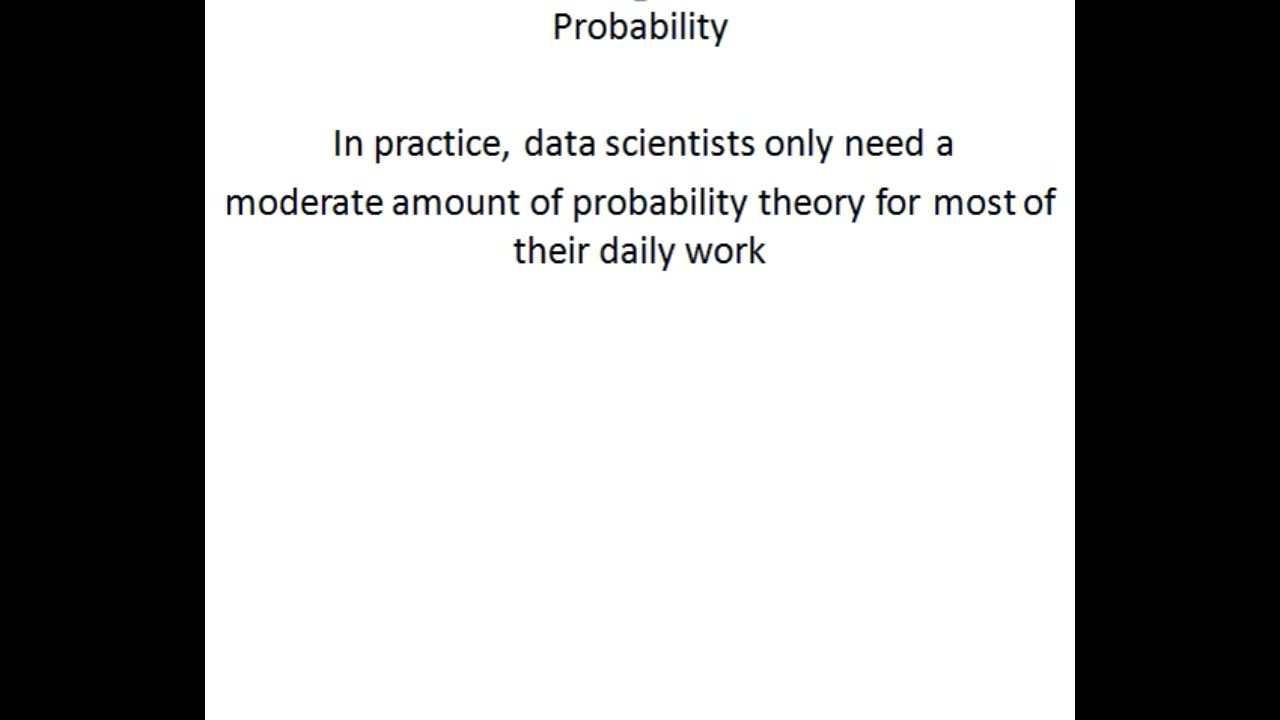 Probability
In practice, data scientists only need a
moderate amount of probability theory for most of
their daily work